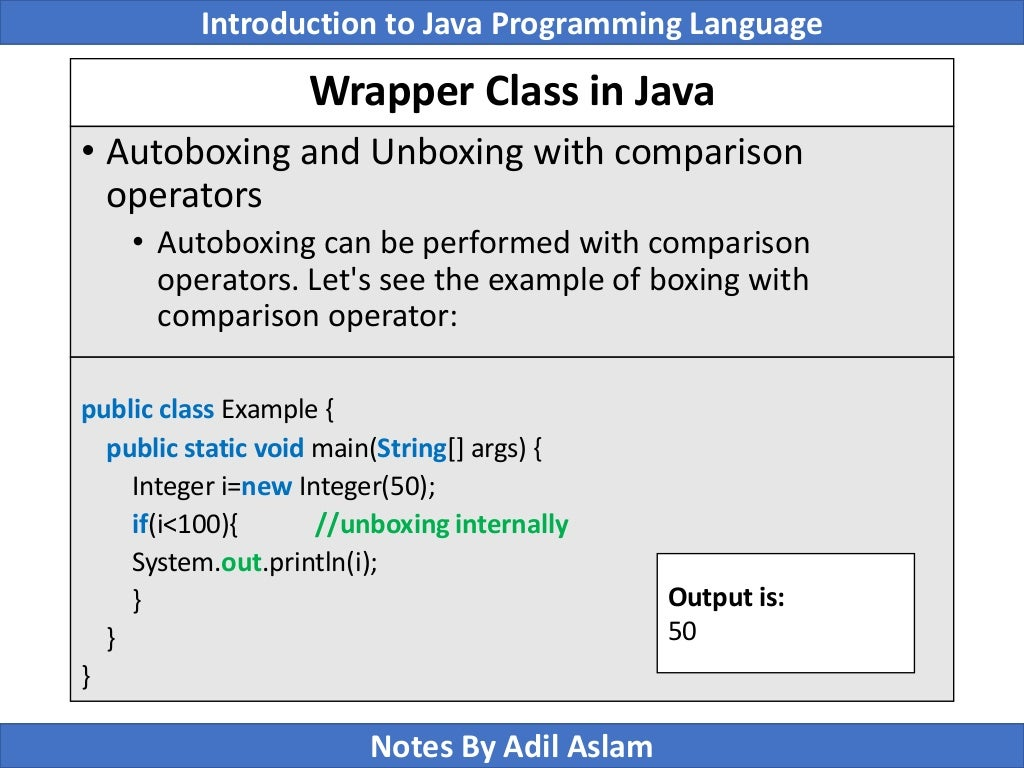 Introduction to Java Programming Language
Wrapper Class in Java
• Autoboxing and Unboxing with comparison
operators
• Autoboxing can be performed with comparison
operators. Let's see the example of boxing with
comparison operator:
public class Example {
public static void main(String[] args) {
Integer i=new Integer(50);
if(i<100){ //unboxing internally
System.out.println(i);
}
}
}
Output is:
50
Notes By Adil Aslam